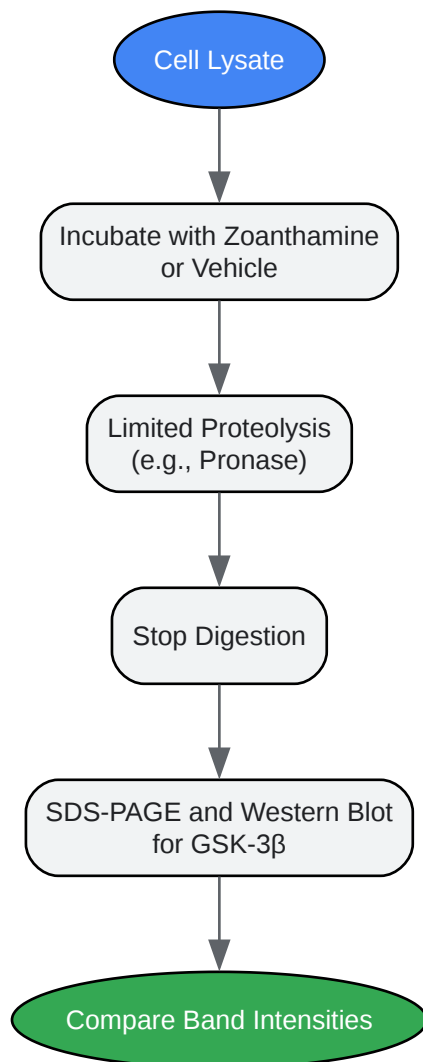 Cell Lysate
Incubate with Zoanthamine
or Vehicle
Limited Proteolysis
(e.g., Pronase)
Stop Digestion
SDS-PAGE and Western Blot
for GSK-3β
Compare Band Intensities